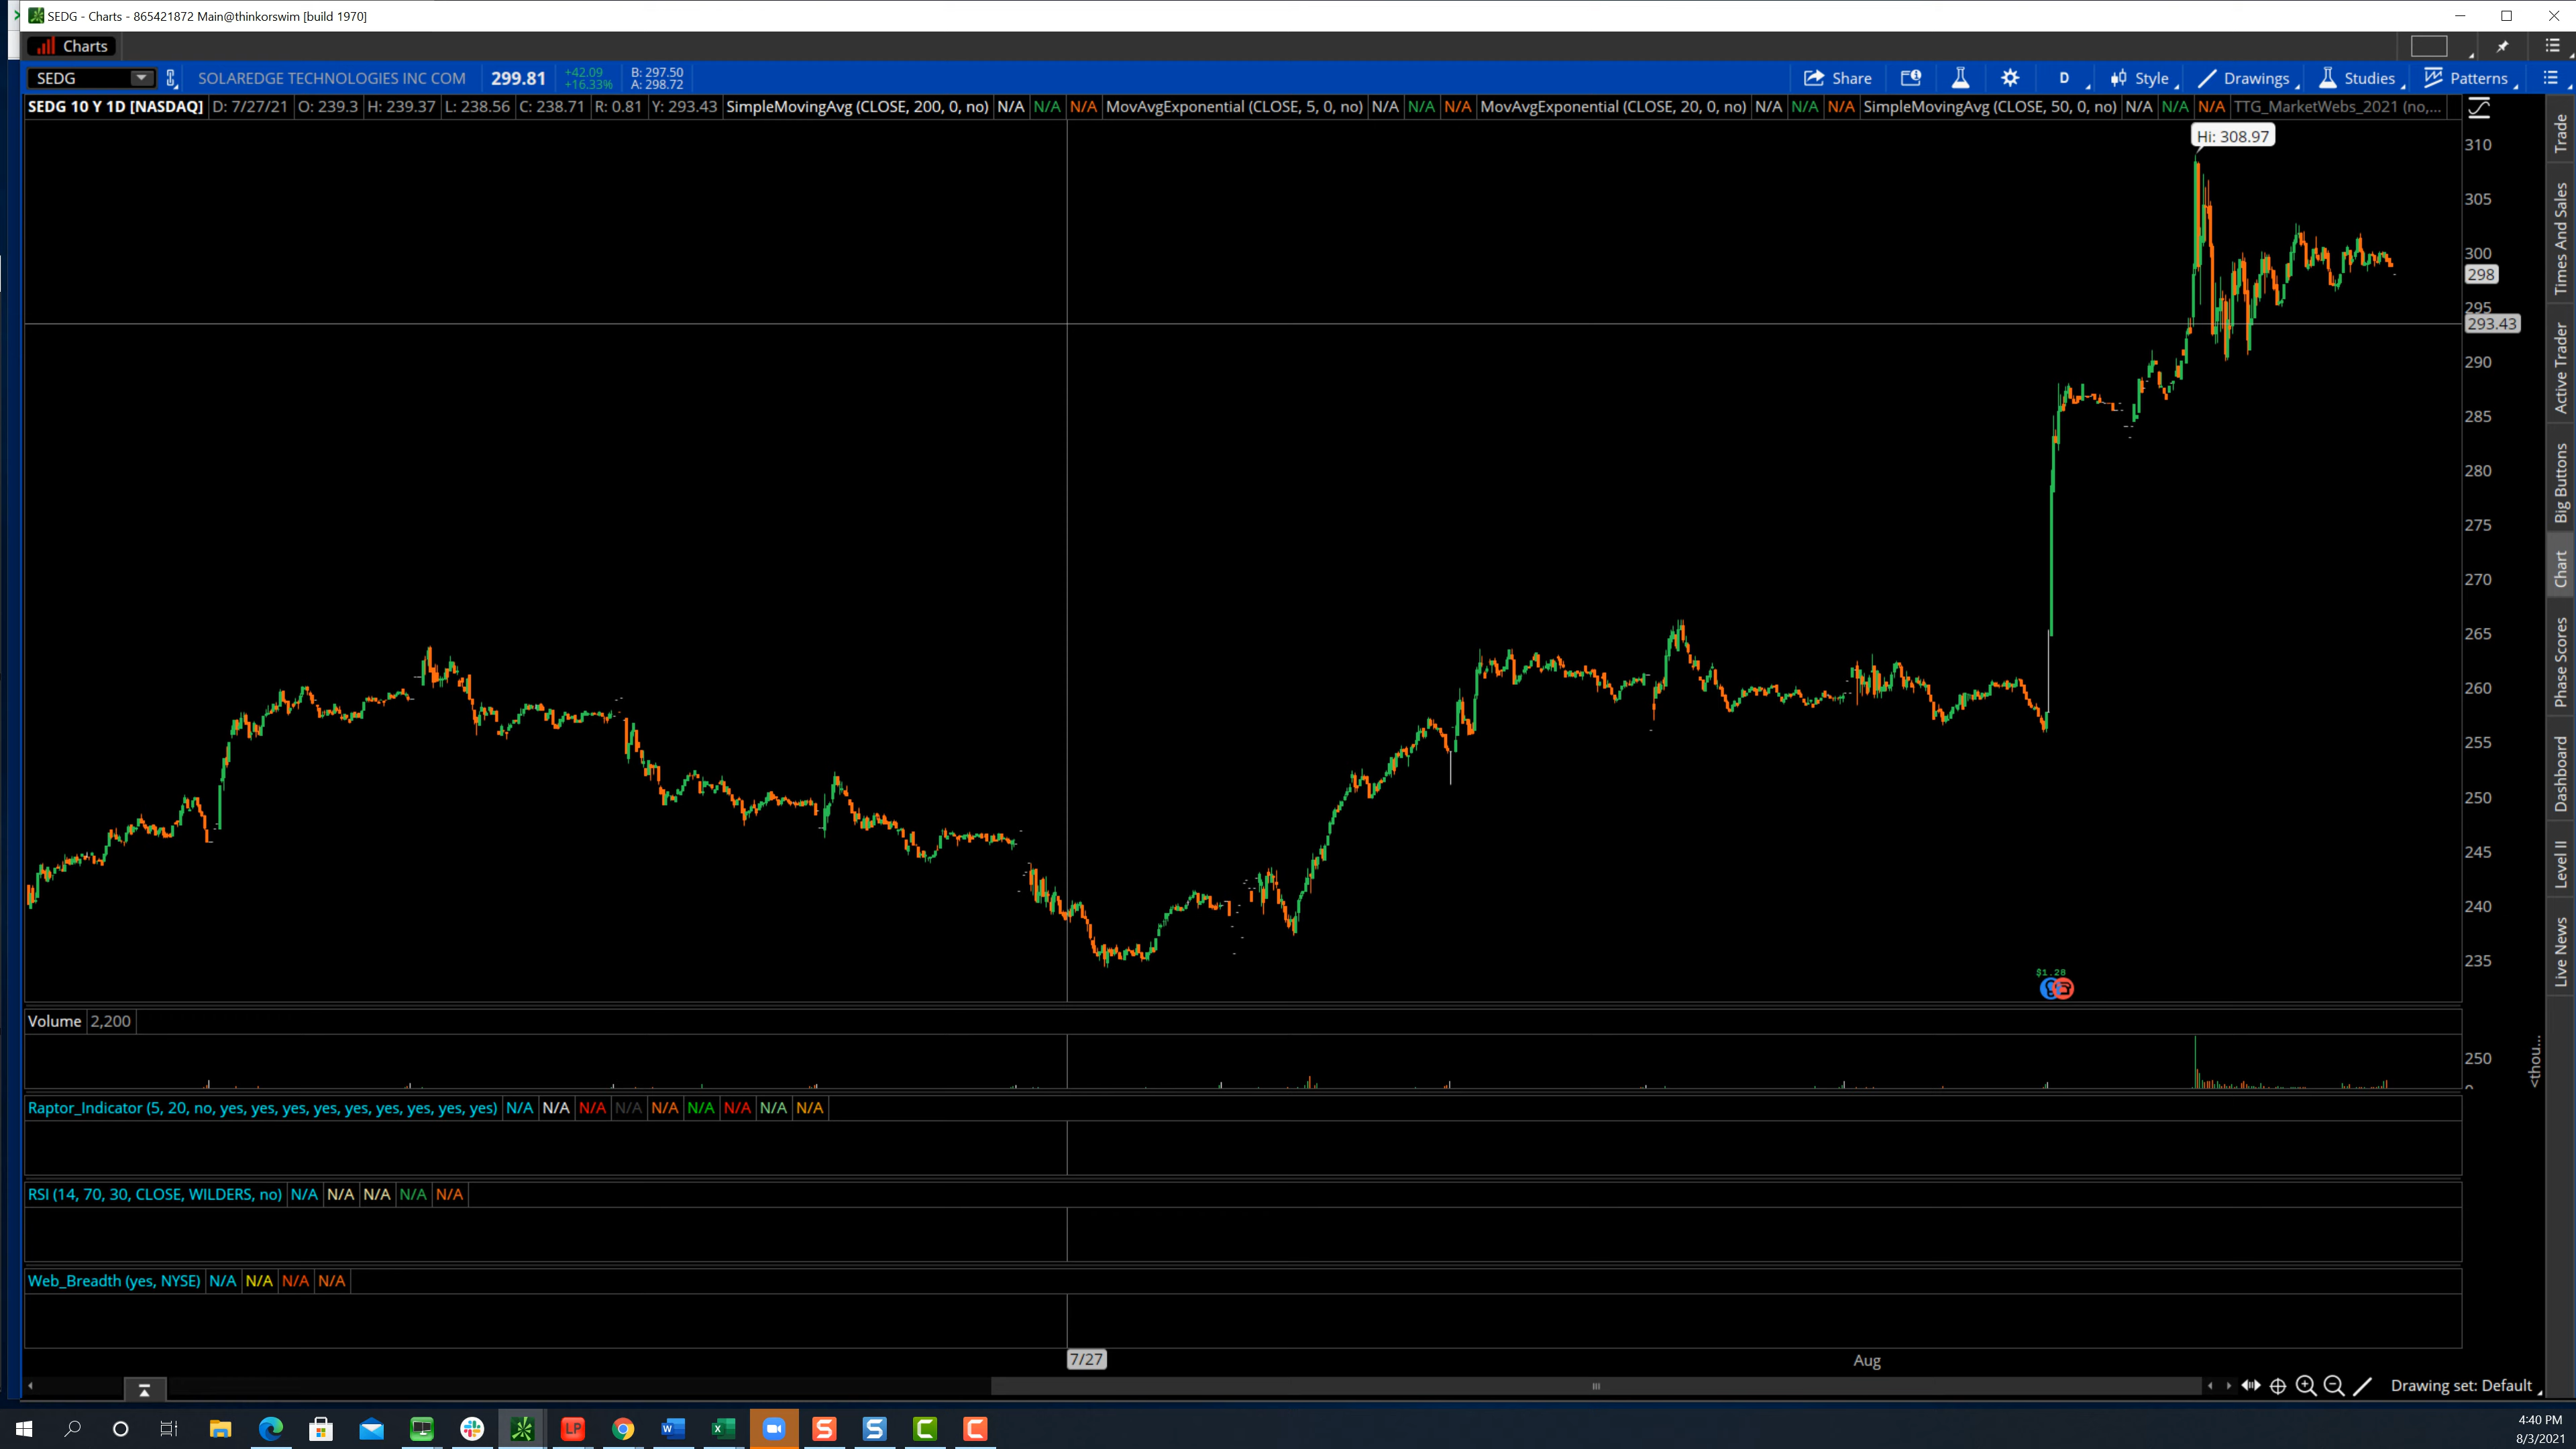 SEDG - Charts - 865421872 Main@thinkorswim [build 1970]
Charts
SEDG SOLAREDGE TECHNOLOGIES INC COM 299.81 +42.09 +16.33% B: 297.50 A: 298.72 Share D Style Drawings Studies Patterns
SEDG 10 Y 1D [NASDAQ] D: 7/27/21 O: 239.3 H: 239.37 L: 238.56 C: 238.71 R: 0.81 Y: 293.43 SimpleMovingAvg (CLOSE, 200, 0, no) N/A N/A N/A MovAvgExponential (CLOSE, 5, 0, no) N/A N/A N/A MovAvgExponential (CLOSE, 20, 0, no) N/A N/A N/A SimpleMovingAvg (CLOSE, 50, 0, no) N/A N/A N/A TTG_MarketWebs_2021 (no,...
Hi: 308.97
310
305
300
298
295
293.43
290
285
280
275
270
265
260
255
250
245
240
235
$1.28
Trade
Times And Sales
Active Trader
Big Buttons
Chart
Phase Scores
Dashboard
Level II
Live News
Volume 2,200
250
<thou...
Raptor_Indicator (5, 20, no, yes, yes, yes, yes, yes, yes, yes, yes, yes) N/A N/A N/A N/A N/A N/A N/A N/A N/A
RSI (14, 70, 30, CLOSE, WILDERS, no) N/A N/A N/A N/A N/A
Web_Breadth (yes, NYSE) N/A N/A N/A N/A
7/27 Aug
Drawing set: Default
4:40 PM
8/3/2021